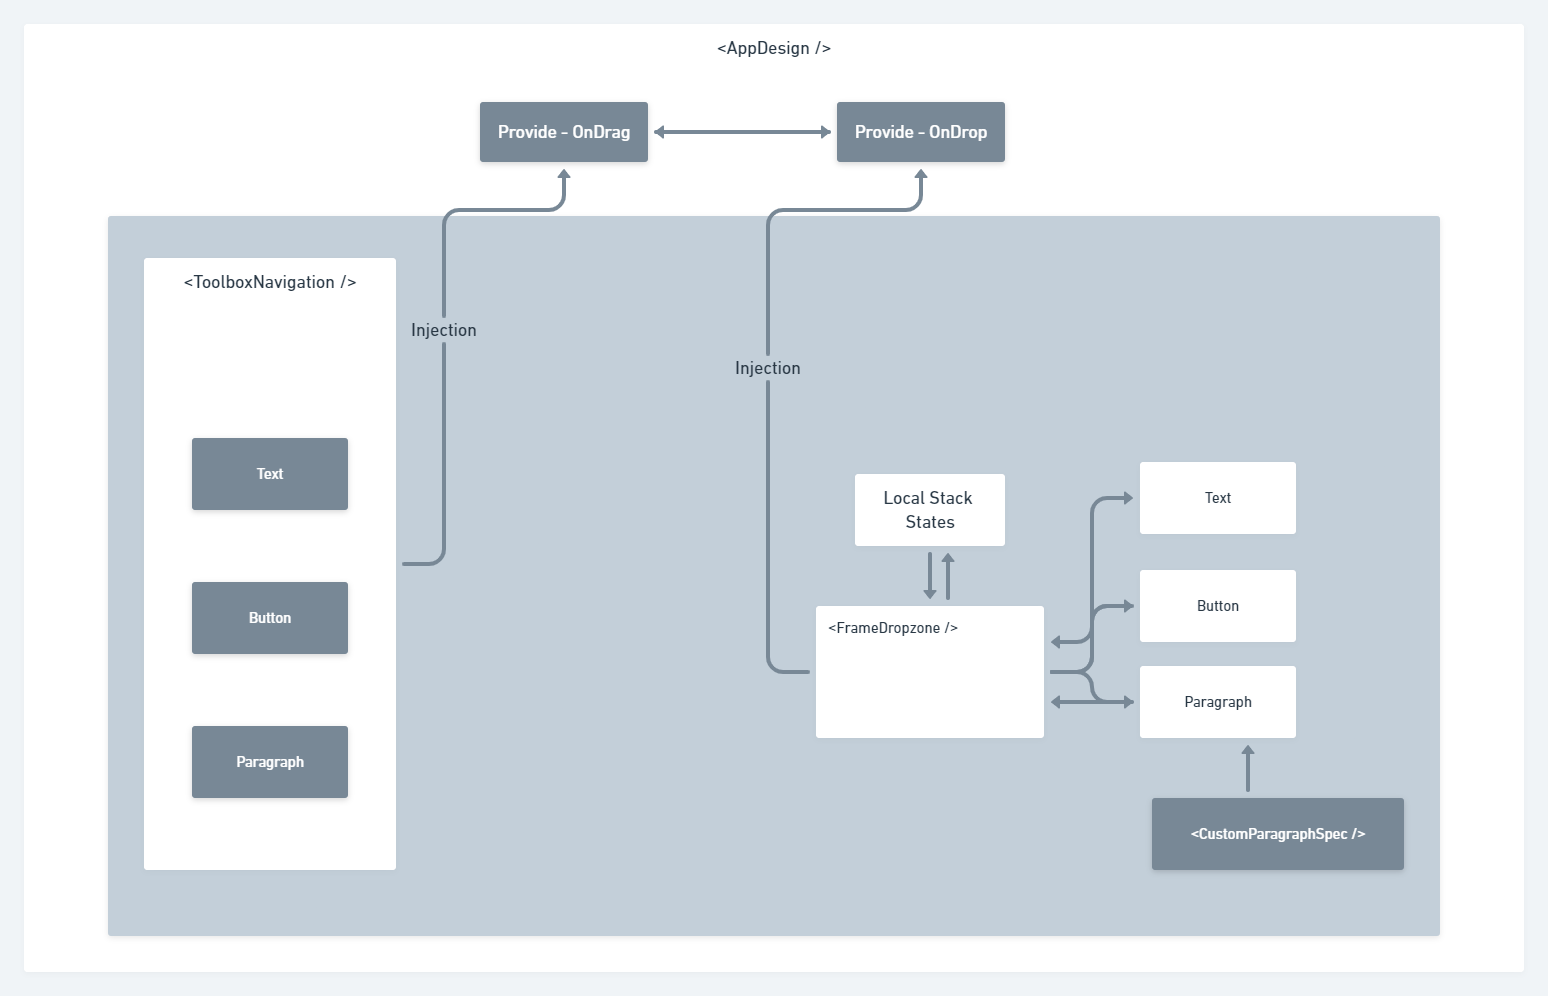 <AppDesign />
Provide - OnDrag
Provide - OnDrop
<ToolboxNavigation />
Injection
Injection
Text
Button
Paragraph
Local Stack
States
<FrameDropzone />
Text
Button
Paragraph
<CustomParagraphSpec />